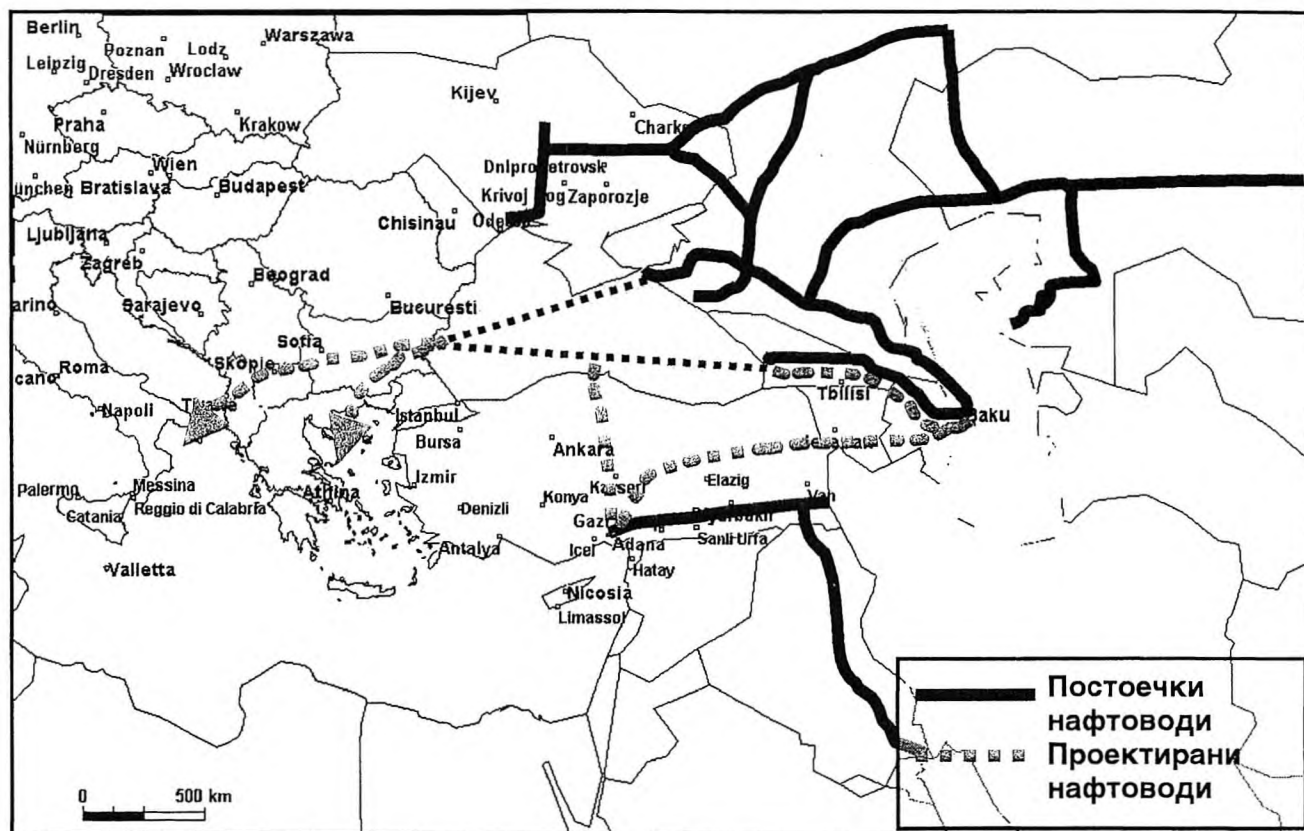 Berlin
Poznan
Lodz
Warszawa
Leipzig
Dresden
Wroclaw
Kijev
Praha
Krakow
Nürnberg
Wien
Bratislava
Budapest
Zaporozje
Chisinau
Ljubljana
Zagreb
Beograd
Sarajevo
Bucuresti
Sofia
Skopje
Roma
Napoli
Istanbul
Tbilisi
Baku
Bursa
Ankara
Izmir
Elazig
Palermo
Messina
Athina
Konya
Van
Catania
Reggio di Calabria
Denizli
Sanli Urfa
Antalya
Icel
Adana
Hatay
Valletta
Nicosia
Limassol
Постоечки
нафтоводи
Проектирани
нафтоводи
0 500 km